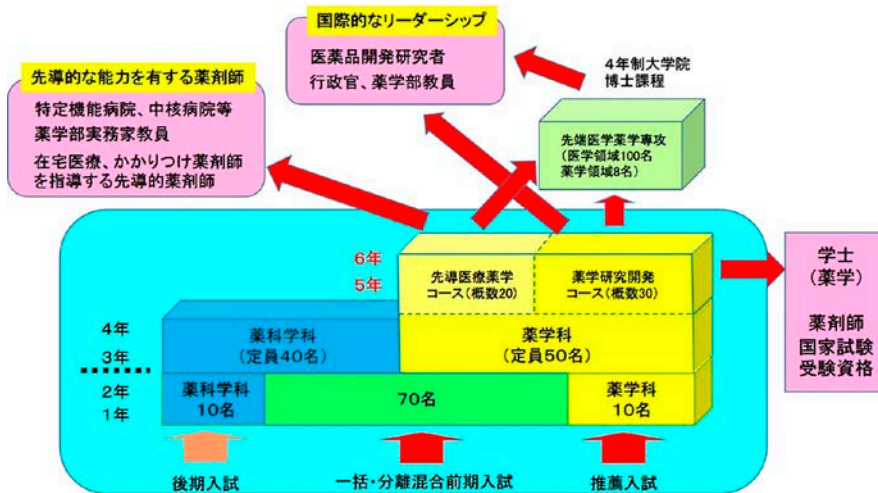 国際的なリーダーシップ
医薬品開発研究者
行政官、薬学部教員
4年制大学院
博士課程
先導的な能力を有する薬剤師
特定機能病院、中核病院等
薬学部実務家教員
在宅医療、かかりつけ薬剤師
を指導する先導的薬剤師
先端医学薬学専攻
(医学領域100名
薬学領域8名)
6年
5年
先導医療薬学
コース(概数20)
薬学研究開発
コース(概数30)
学士
(薬学)
薬剤師
国家試験
受験資格
4年
3年
薬科学科
(定員40名)
薬学科
(定員50名)
2年
1年
薬科学科
10名
70名
薬学科
10名
後期入試
一括・分離混合前期入試
推薦入試